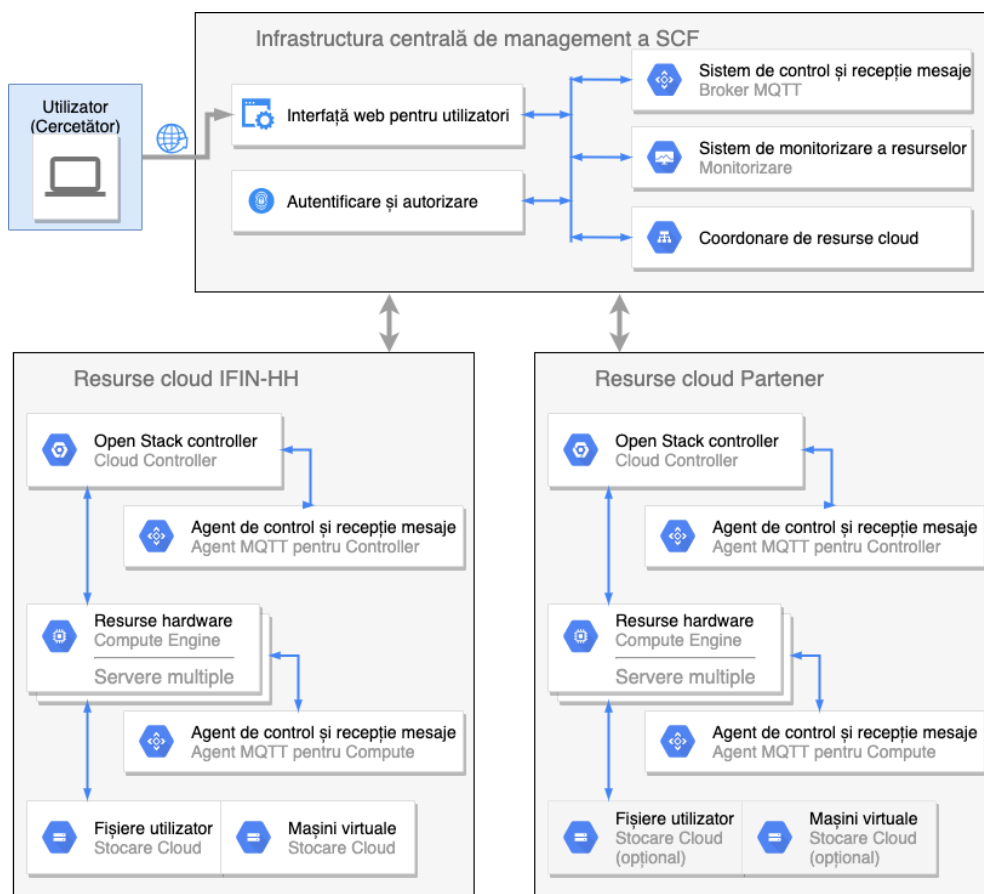 Infrastructura centrală de management a SCF
Utilizator
(Cercetător)
Interfață web pentru utilizatori
Autentificare și autorizare
Sistem de control și recepție mesaje
Broker MQTT
Sistem de monitorizare a resurselor
Monitorizare
Coordonare de resurse cloud
Resurse cloud IFIN-HH
Open Stack controller
Cloud Controller
Agent de control și recepție mesaje
Agent MQTT pentru Controller
Resurse hardware
Compute Engine
Servere multiple
Agent de control și recepție mesaje
Agent MQTT pentru Compute
Fișiere utilizator
Stocare Cloud
Mașini virtuale
Stocare Cloud
Resurse cloud Partener
Open Stack controller
Cloud Controller
Agent de control și recepție mesaje
Agent MQTT pentru Controller
Resurse hardware
Compute Engine
Servere multiple
Agent de control și recepție mesaje
Agent MQTT pentru Compute
Fișiere utilizator
Stocare Cloud
(opțional)
Mașini virtuale
Stocare Cloud
(opțional)